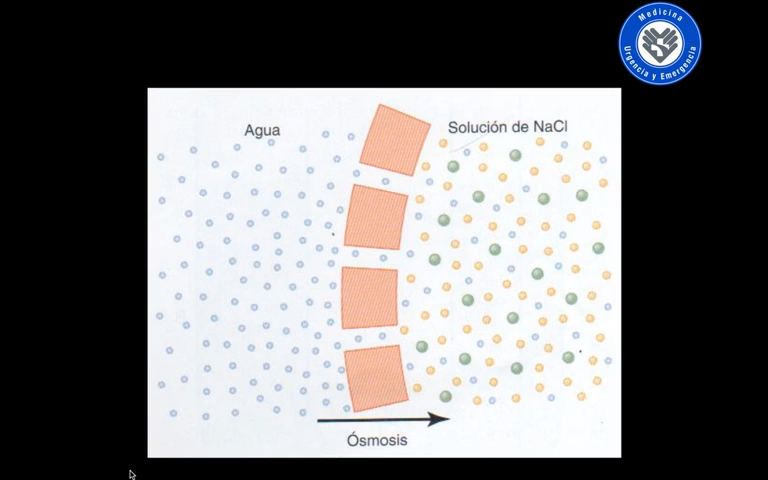 Medicina
Urgencia y Emergencia
Agua
Solución de NaCl
Ósmosis